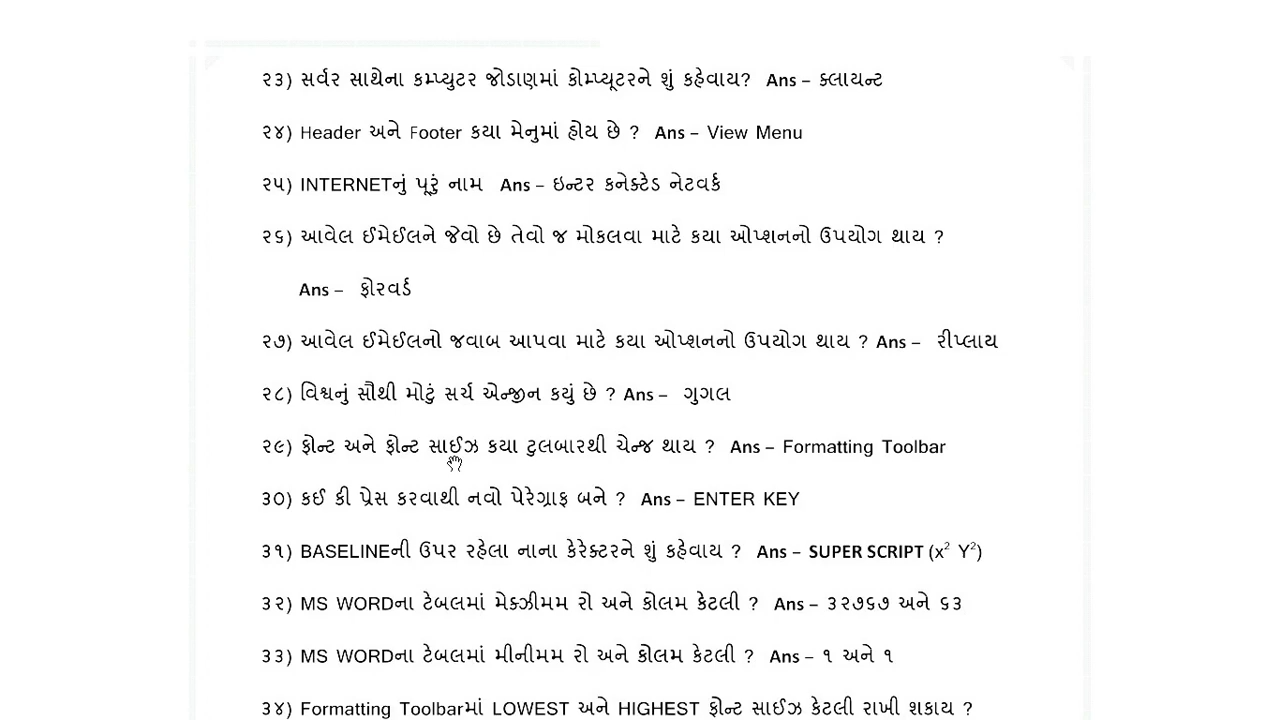 ૨૩) સર્વર સાથેના કમ્પ્યુટર જોડાણમાં કોમ્પ્યૂટરને શું કહેવાય? Ans – ક્લાયન્ટ
૨૪) Header અને Footer કયા મેનુમાં હોય છે ? Ans – View Menu
૨૫) INTERNETનું પૂરું નામ Ans – ઇન્ટર કનેક્ટેડ નેટવર્ક
૨૬) આવેલ ઈમેઈલને જેવો છે તેવો જ મોકલવા માટે કયા ઓપ્શનનો ઉપયોગ થાય ?
Ans – ફોરવર્ડ
૨૭) આવેલ ઈમેઈલનો જવાબ આપવા માટે કયા ઓપ્શનનો ઉપયોગ થાય ? Ans – રીપ્લાય
૨૮) વિશ્વનું સૌથી મોટું સર્ચ એન્જીન કયું છે ? Ans – ગુગલ
૨૯) ફોન્ટ અને ફોન્ટ સાઈઝ કયા ટુલબારથી ચેન્જ થાય ? Ans – Formatting Toolbar
૩૦) કઈ કી પ્રેસ કરવાથી નવો પેરેગ્રાફ બને ? Ans – ENTER KEY
૩૧) BASELINEની ઉપર રહેલા નાના કેરેક્ટરને શું કહેવાય ? Ans – SUPER SCRIPT (x² Y²)
૩૨) MS WORDના ટેબલમાં મેક્ઝીમમ રો અને કોલમ કેટલી ? Ans – ૩૨૭૬૭ અને ૬૩
૩૩) MS WORDના ટેબલમાં મીનીમમ રો અને કોલમ કેટલી ? Ans – ૧ અને ૧
૩૪) Formatting Toolbarમાં LOWEST અને HIGHEST ફોન્ટ સાઈઝ કેટલી રાખી શકાય ?